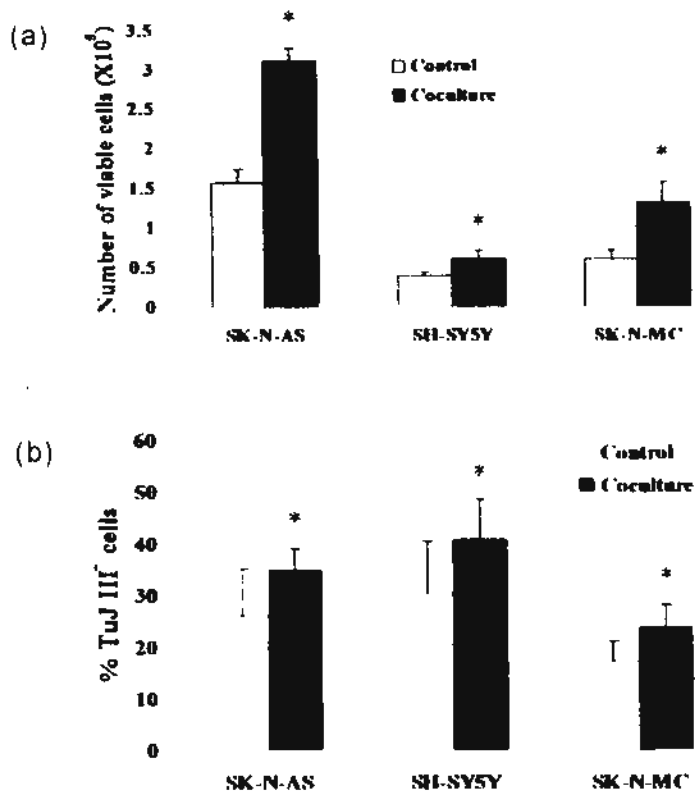 (a)
Number of viable cells (X10⁵)
3.5
3
2.5
2
1.5
1
0.5
0
Control
Coculture
*
*
*
SK-N-AS
SH-SY5Y
SK-N-MC
(b)
% TuJ III⁺ cells
60
50
40
30
20
10
0
Control
Coculture
*
*
*
SK-N-AS
SH-SY5Y
SK-N-MC